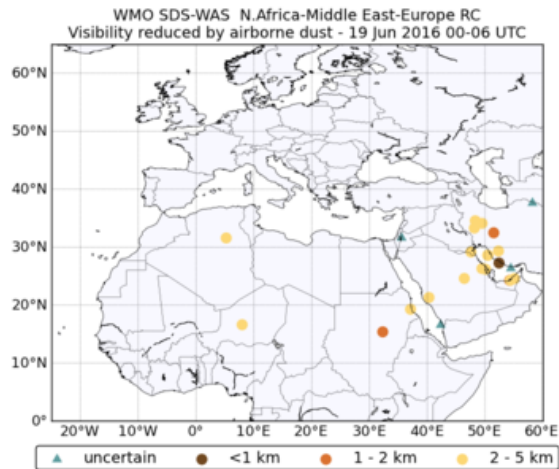 WMO SDS-WAS N.Africa-Middle East-Europe RC
Visibility reduced by airborne dust - 19 Jun 2016 00-06 UTC
60°N
50°N
40°N
30°N
20°N
10°N
0°
20°W 10°W 0° 10°E 20°E 30°E 40°E 50°E 60°E
uncertain <1 km 1 - 2 km 2 - 5 km